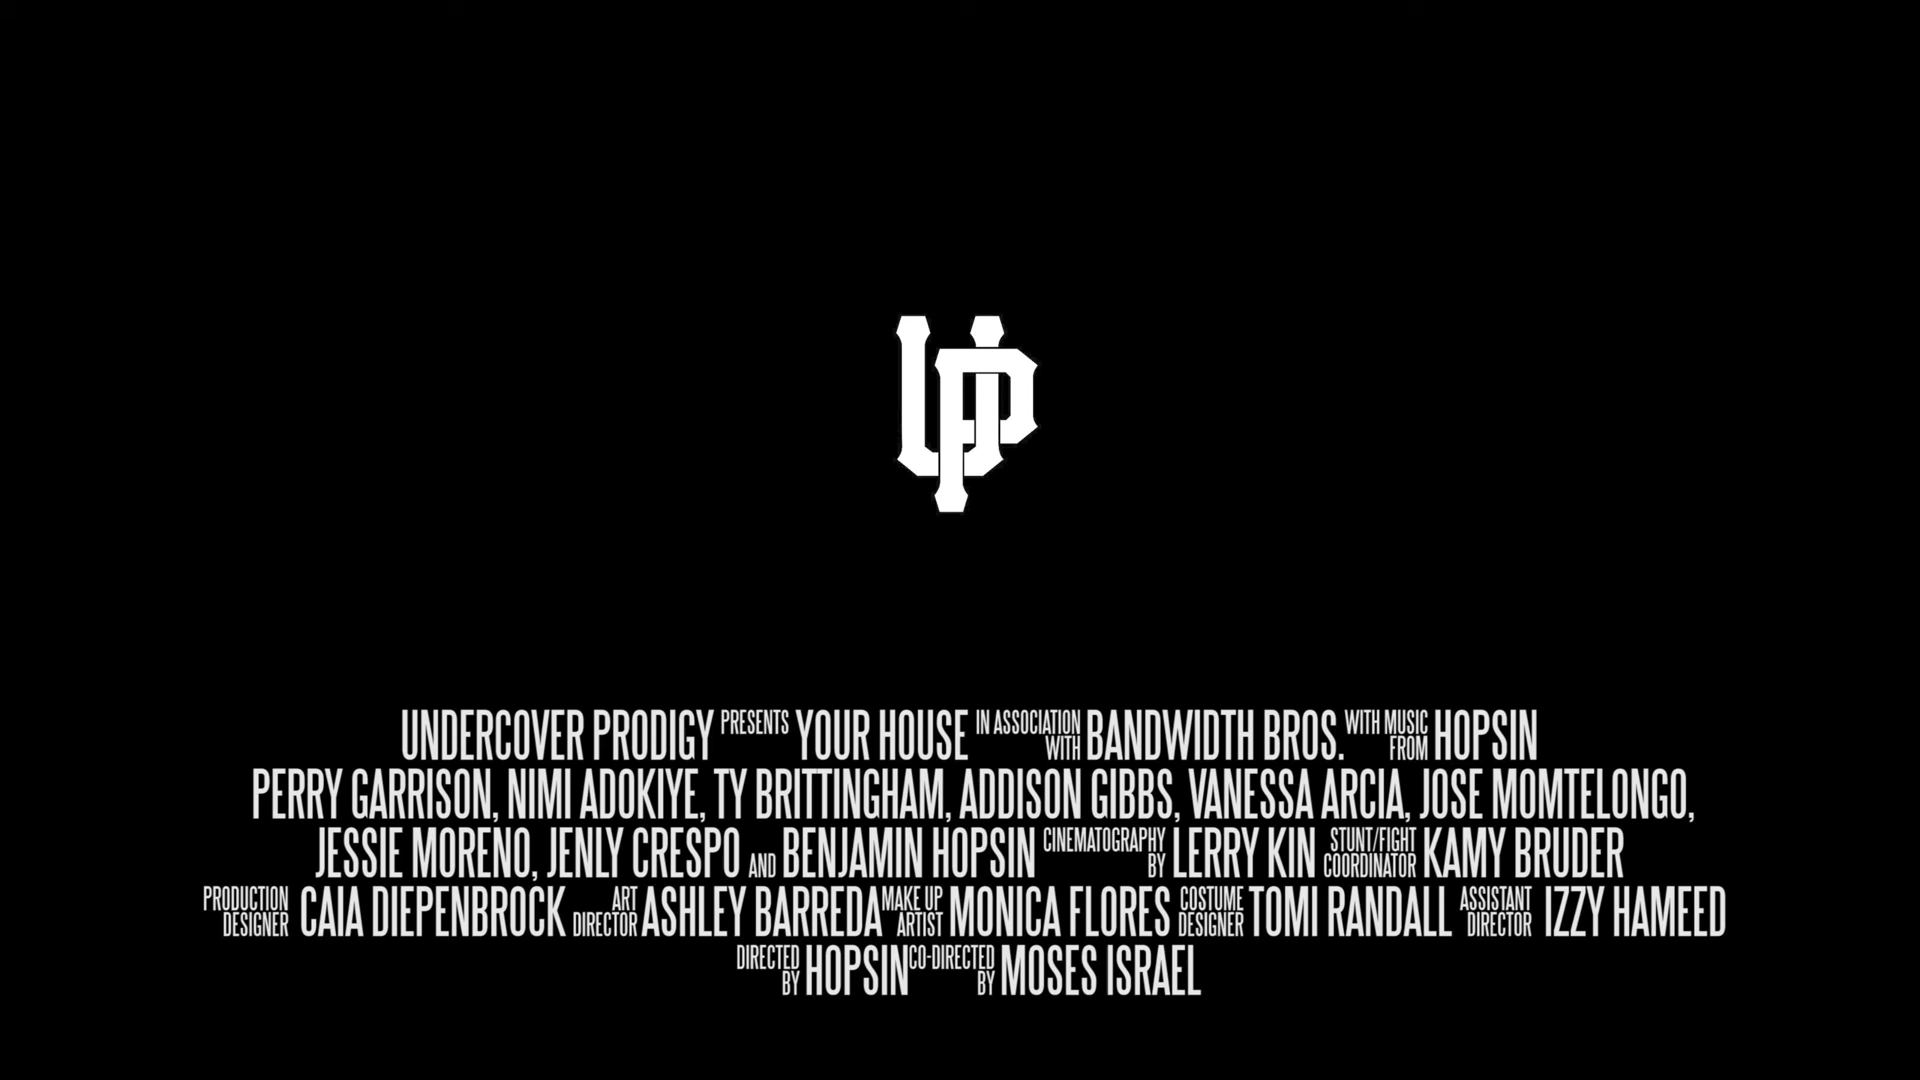 UP
UNDERCOVER PRODIGY PRESENTS YOUR HOUSE IN ASSOCIATION WITH BANDWIDTH BROS. WITH MUSIC FROM HOPSIN
PERRY GARRISON, NIMI ADOKIYE, TY BRITTINGHAM, ADDISON GIBBS, VANESSA ARCIA, JOSE MOMTELONGO,
JESSIE MORENO, JENLY CRESPO AND BENJAMIN HOPSIN CINEMATOGRAPHY BY LERRY KIN STUNT/FIGHT COORDINATOR KAMY BRUDER
PRODUCTION DESIGNER CAIA DIEPENBROCK ART DIRECTOR ASHLEY BARREDA MAKE UP ARTIST MONICA FLORES COSTUME DESIGNER TOMI RANDALL ASSISTANT DIRECTOR IZZY HAMEED
DIRECTED BY HOPSIN CO-DIRECTED BY MOSES ISRAEL